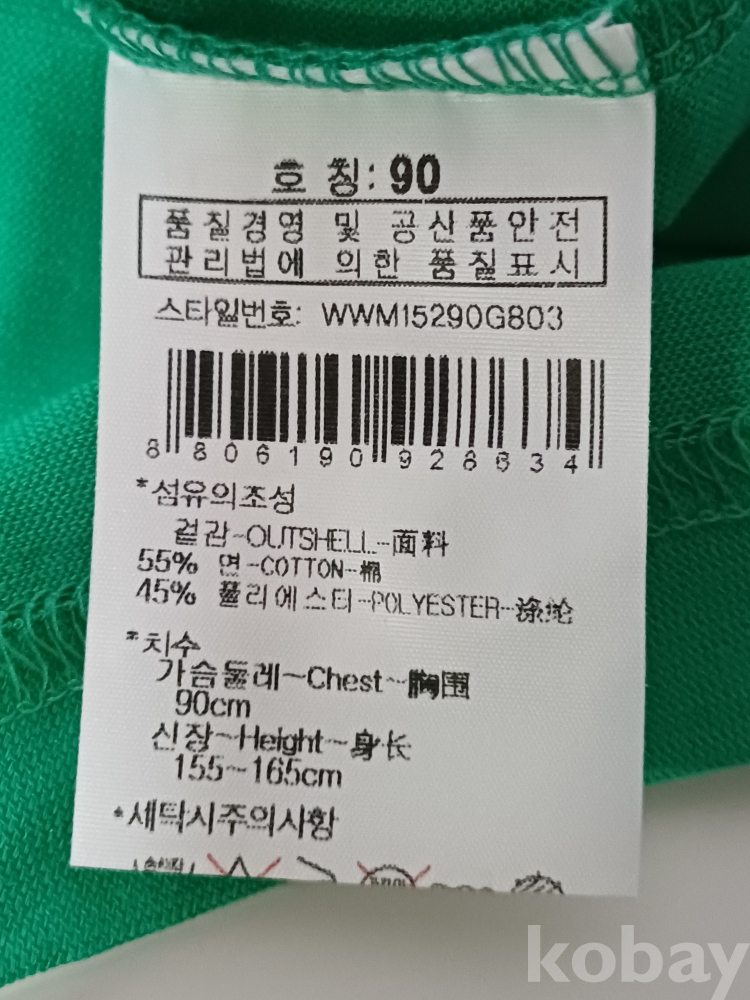 호 칭: 90
품질경영 및 공산품안전
관리법에 의한 품질표시
스타일번호: WWM15290G803
8 806190 928834
*섬유의조성
겉감-OUTSHELL-面料
55% 면-COTTON-棉
45% 폴리에스터-POLYESTER-涤纶
*치수
가슴둘레~Chest~胸围
90cm
신장~Height~身长
155~165cm
*세탁시주의사항
kobay